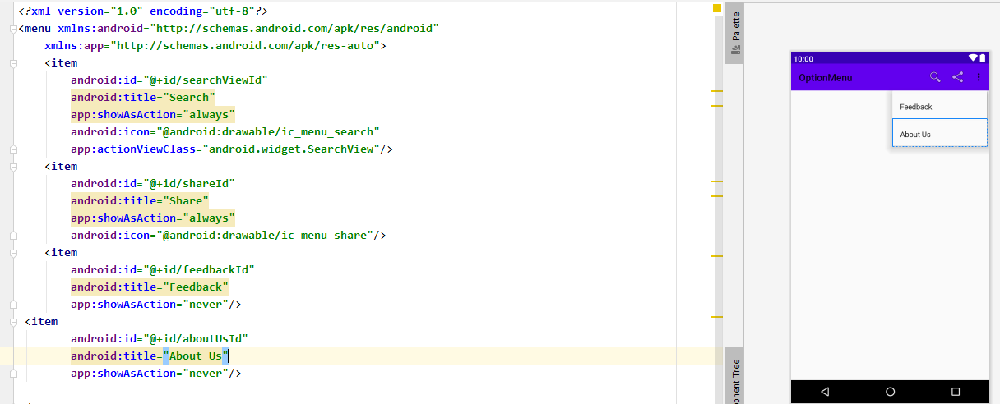 <?xml version="1.0" encoding="utf-8"?>
<menu xmlns:android="http://schemas.android.com/apk/res/android"
    xmlns:app="http://schemas.android.com/apk/res-auto">
    <item
        android:id="@+id/searchViewId"
        android:title="Search"
        app:showAsAction="always"
        android:icon="@android:drawable/ic_menu_search"
        app:actionViewClass="android.widget.SearchView"/>
    <item
        android:id="@+id/shareId"
        android:title="Share"
        app:showAsAction="always"
        android:icon="@android:drawable/ic_menu_share"/>
    <item
        android:id="@+id/feedbackId"
        android:title="Feedback"
        app:showAsAction="never"/>
 <item
        android:id="@+id/aboutUsId"
        android:title="About Us"
        app:showAsAction="never"/>
Palette
ponent Tree
10:00
OptionMenu
Feedback
About Us